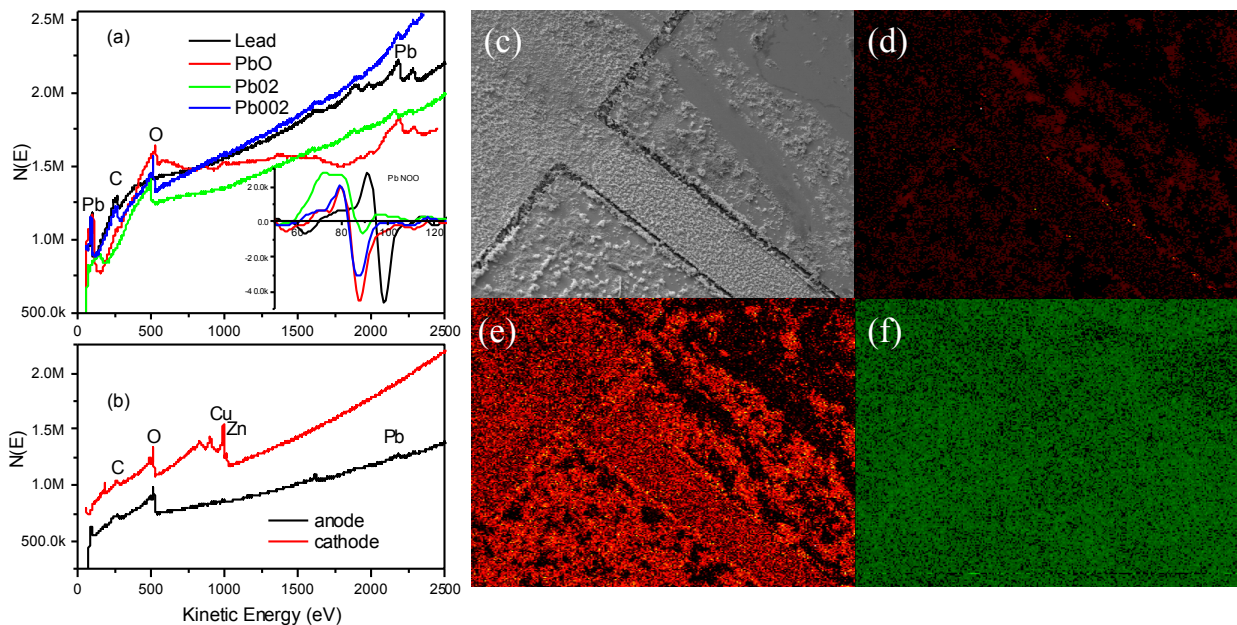 (a)
Lead
PbO
Pb02
Pb002
Pb
C
O
Pb
N(E)
2.5M
2.0M
1.5M
1.0M
500.0k
0 500 1000 1500 2000 2500
Pb NOO
20.0k
0.0
-20.0k
-40.0k
60 80 100 120
(b)
C
O
Cu
Zn
Pb
anode
cathode
N(E)
2.0M
1.5M
1.0M
500.0k
0 500 1000 1500 2000 2500
Kinetic Energy (eV)
(c)
(d)
(e)
(f)